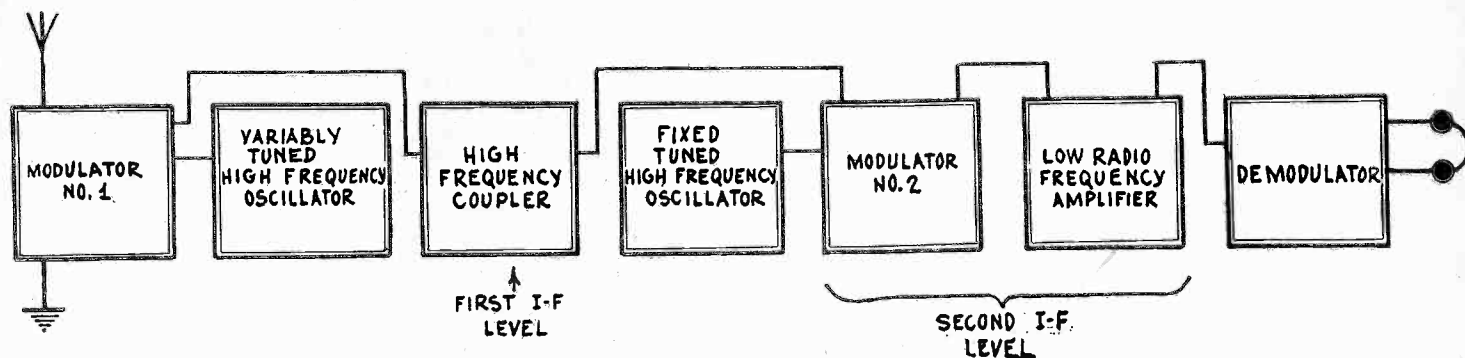 MODULATOR
NO. 1
VARIABLY
TUNED
HIGH FREQUENCY
OSCILLATOR
HIGH
FREQUENCY
COUPLER
FIXED
TUNED
HIGH FREQUENCY
OSCILLATOR
MODULATOR
NO. 2
LOW RADIO
FREQUENCY
AMPLIFIER
DEMODULATOR
FIRST I-F
LEVEL
SECOND I-F
LEVEL